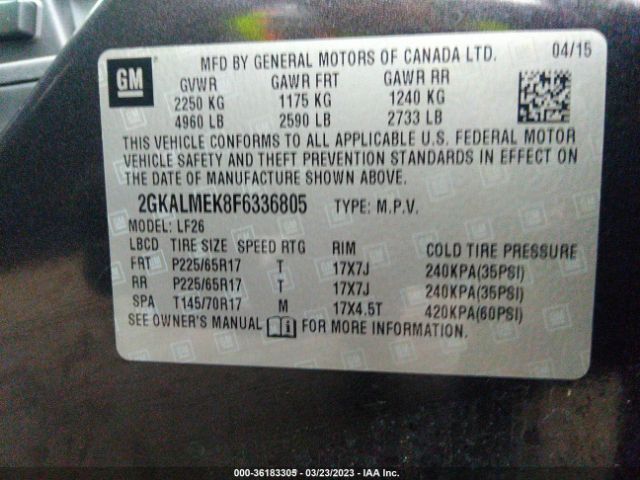 GM
MFD BY GENERAL MOTORS OF CANADA LTD. 04/15
GVWR GAWR FRT GAWR RR
2250 KG 1175 KG 1240 KG
4960 LB 2590 LB 2733 LB
THIS VEHICLE CONFORMS TO ALL APPLICABLE U.S. FEDERAL MOTOR
VEHICLE SAFETY AND THEFT PREVENTION STANDARDS IN EFFECT ON
THE DATE OF MANUFACTURE SHOWN ABOVE.
2GKALMEK8F6336805 TYPE: M.P.V.
MODEL: LF26
LBCD TIRE SIZE SPEED RTG RIM COLD TIRE PRESSURE
FRT P225/65R17 T 17X7J 240KPA(35PSI)
RR P225/65R17 T 17X7J 240KPA(35PSI)
SPA T145/70R17 M 17X4.5T 420KPA(60PSI)
SEE OWNER'S MANUAL FOR MORE INFORMATION.
000-36183305 - 03/23/2023 - IAA Inc.